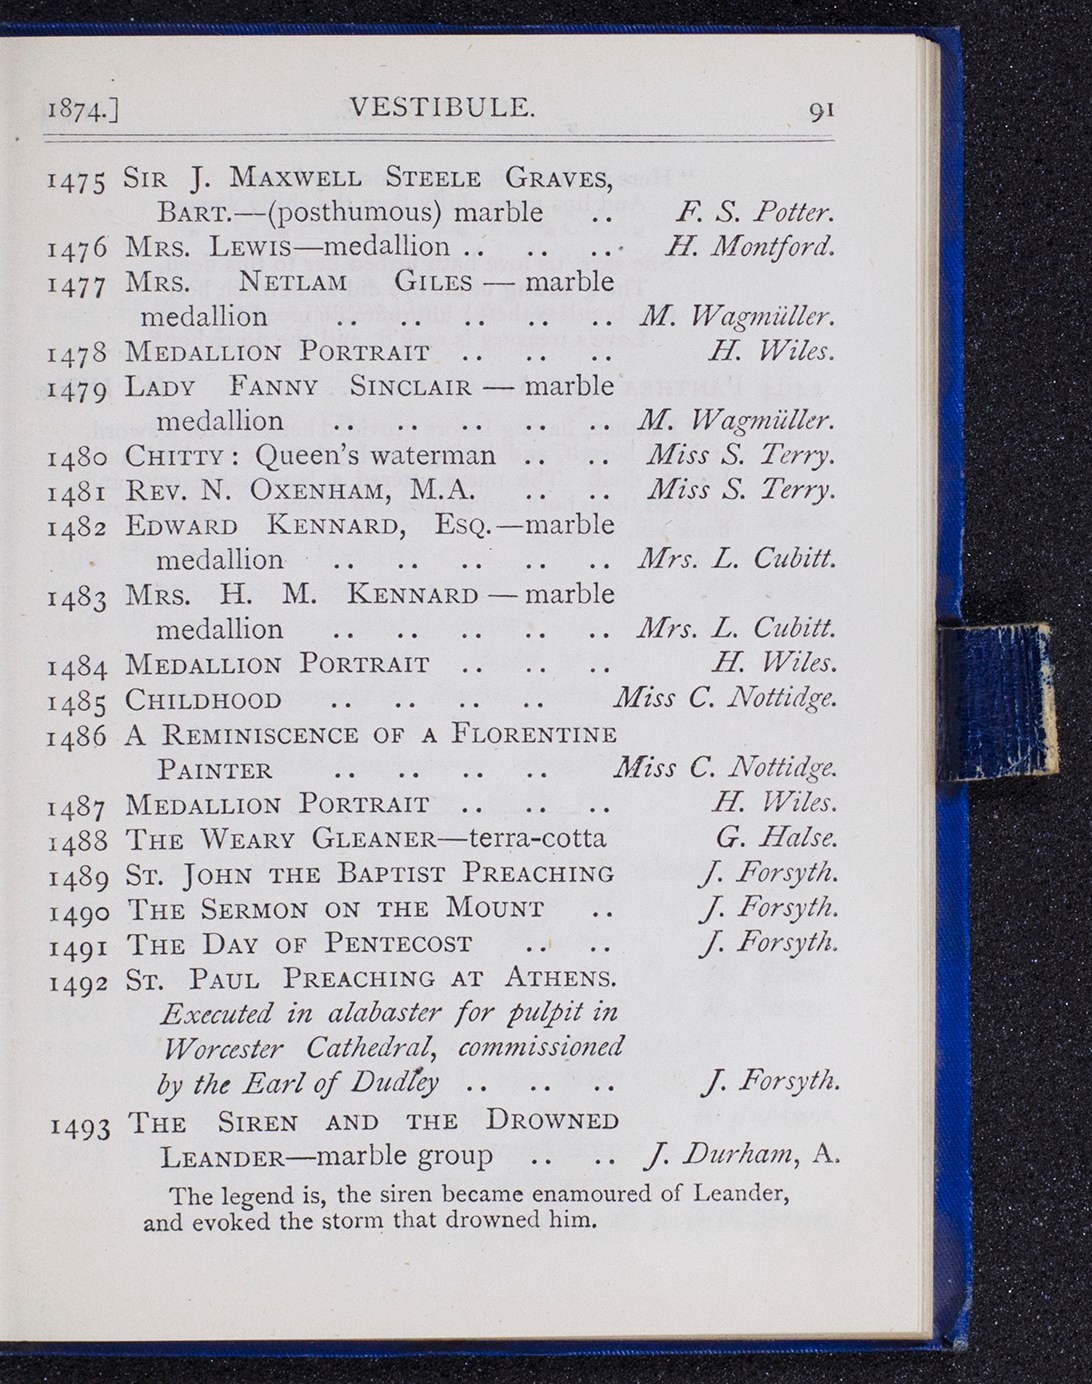 1874.] VESTIBULE. 91
1475 SIR J. MAXWELL STEELE GRAVES,
BART.—(posthumous) marble .. F. S. Potter.
1476 MRS. LEWIS—medallion .. .. .. H. Montford.
1477 MRS. NETLAM GILES — marble
medallion .. .. .. .. .. M. Wagmüller.
1478 MEDALLION PORTRAIT .. .. .. H. Wiles.
1479 LADY FANNY SINCLAIR — marble
medallion .. .. .. .. .. M. Wagmüller.
1480 CHITTY: Queen's waterman .. .. Miss S. Terry.
1481 REV. N. OXENHAM, M.A. .. .. Miss S. Terry.
1482 EDWARD KENNARD, ESQ.—marble
medallion .. .. .. .. .. Mrs. L. Cubitt.
1483 MRS. H. M. KENNARD — marble
medallion .. .. .. .. .. Mrs. L. Cubitt.
1484 MEDALLION PORTRAIT .. .. .. H. Wiles.
1485 CHILDHOOD .. .. .. .. Miss C. Nottidge.
1486 A REMINISCENCE OF A FLORENTINE
PAINTER .. .. .. .. Miss C. Nottidge.
1487 MEDALLION PORTRAIT .. .. .. H. Wiles.
1488 THE WEARY GLEANER—terra-cotta G. Halse.
1489 ST. JOHN THE BAPTIST PREACHING J. Forsyth.
1490 THE SERMON ON THE MOUNT .. J. Forsyth.
1491 THE DAY OF PENTECOST .. .. J. Forsyth.
1492 ST. PAUL PREACHING AT ATHENS.
Executed in alabaster for pulpit in
Worcester Cathedral, commissioned
by the Earl of Dudley .. .. .. J. Forsyth.
1493 THE SIREN AND THE DROWNED
LEANDER—marble group .. .. J. Durham, A.
The legend is, the siren became enamoured of Leander,
and evoked the storm that drowned him.